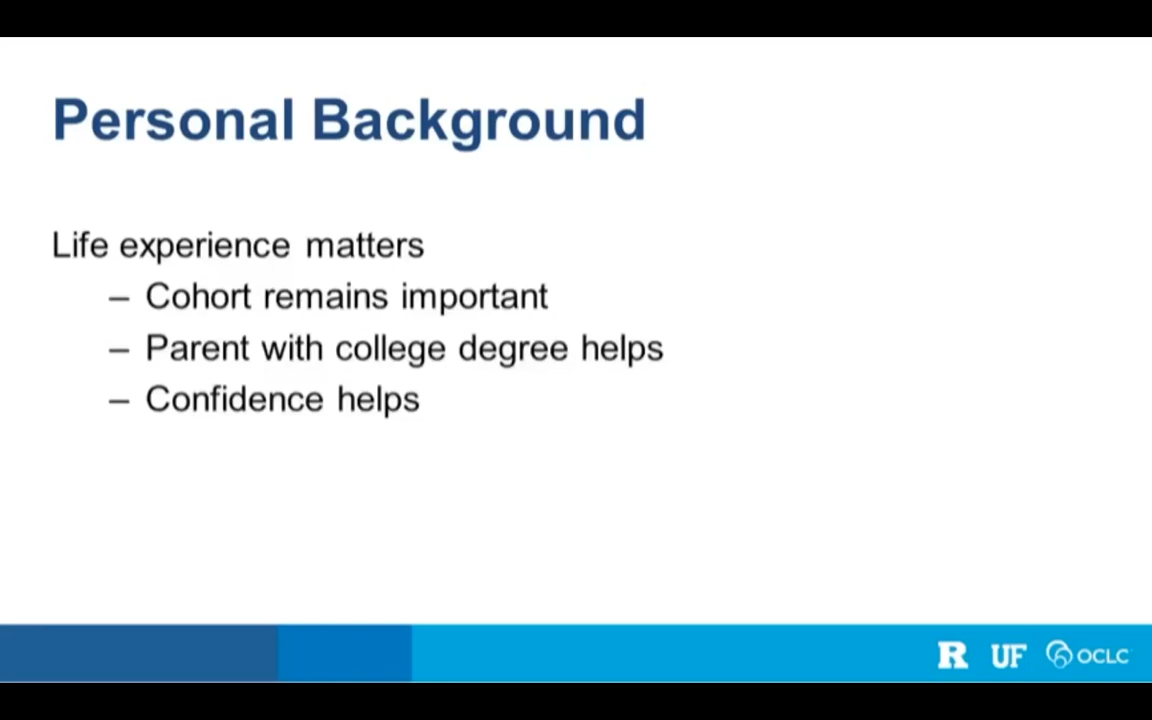 Personal Background
Life experience matters
– Cohort remains important
– Parent with college degree helps
– Confidence helps
R UF OCLC